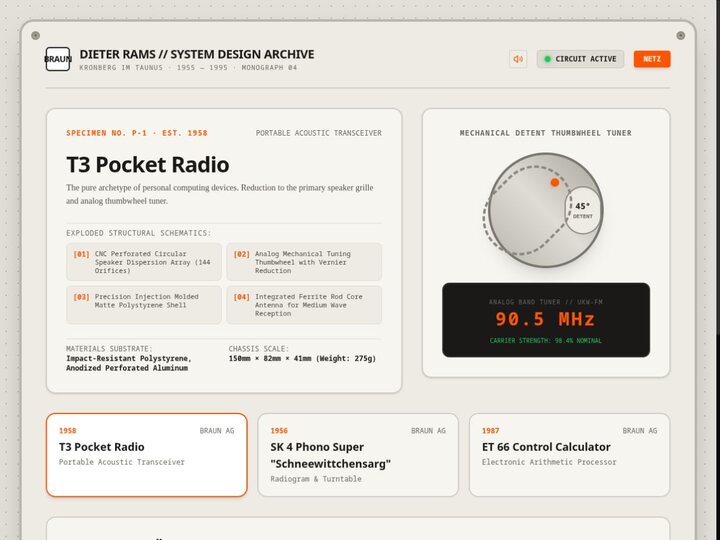 BRAUN
DIETER RAMS // SYSTEM DESIGN ARCHIVE
KRONBERG IM TAUNUS · 1955 — 1995 · MONOGRAPH 04
CIRCUIT ACTIVE
NETZ
SPECIMEN NO. P-1 · EST. 1958
PORTABLE ACOUSTIC TRANSCEIVER
T3 Pocket Radio
The pure archetype of personal computing devices. Reduction to the primary speaker grille
and analog thumbwheel tuner.
EXPLODED STRUCTURAL SCHEMATICS:
[01] CNC Perforated Circular
Speaker Dispersion Array (144
Orifices)
[02] Analog Mechanical Tuning
Thumbwheel with Vernier
Reduction
[03] Precision Injection Molded
Matte Polystyrene Shell
[04] Integrated Ferrite Rod Core
Antenna for Medium Wave
Reception
MATERIALS SUBSTRATE:
Impact-Resistant Polystyrene,
Anodized Perforated Aluminum
CHASSIS SCALE:
150mm × 82mm × 41mm (Weight: 275g)
MECHANICAL DETENT THUMBWHEEL TUNER
45°
DETENT
ANALOG BAND TUNER // UKW-FM
90.5 MHz
CARRIER STRENGTH: 98.4% NOMINAL
1958
BRAUN AG
T3 Pocket Radio
Portable Acoustic Transceiver
1956
BRAUN AG
SK 4 Phono Super
"Schneewittchensarg"
Radiogram & Turntable
1987
BRAUN AG
ET 66 Control Calculator
Electronic Arithmetic Processor